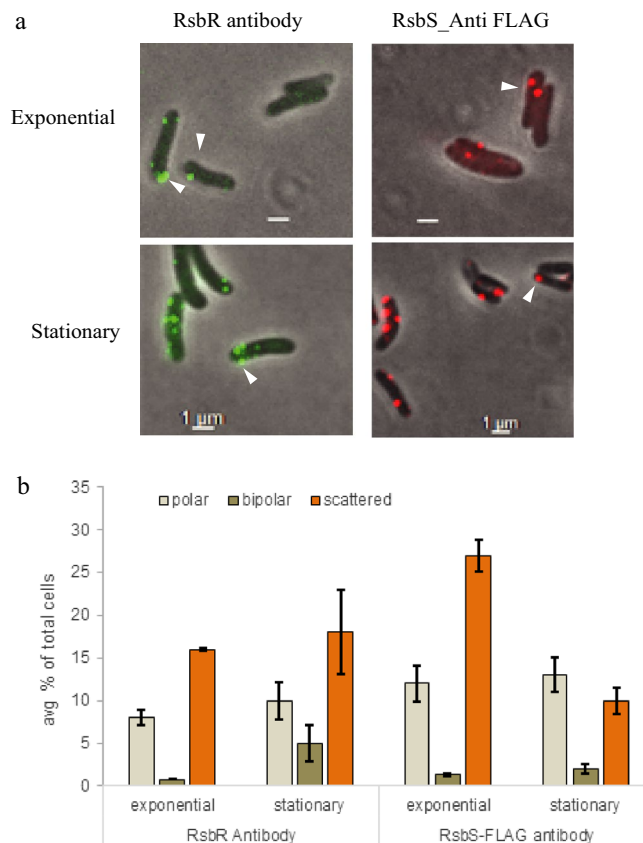 a
RsbR antibody
RsbS_Anti FLAG
Exponential
Stationary
1 µm
1 µm
b
polar
bipolar
scattered
avg % of total cells
35
30
25
20
15
10
5
0
exponential
stationary
exponential
stationary
RsbR Antibody
RsbS-FLAG antibody